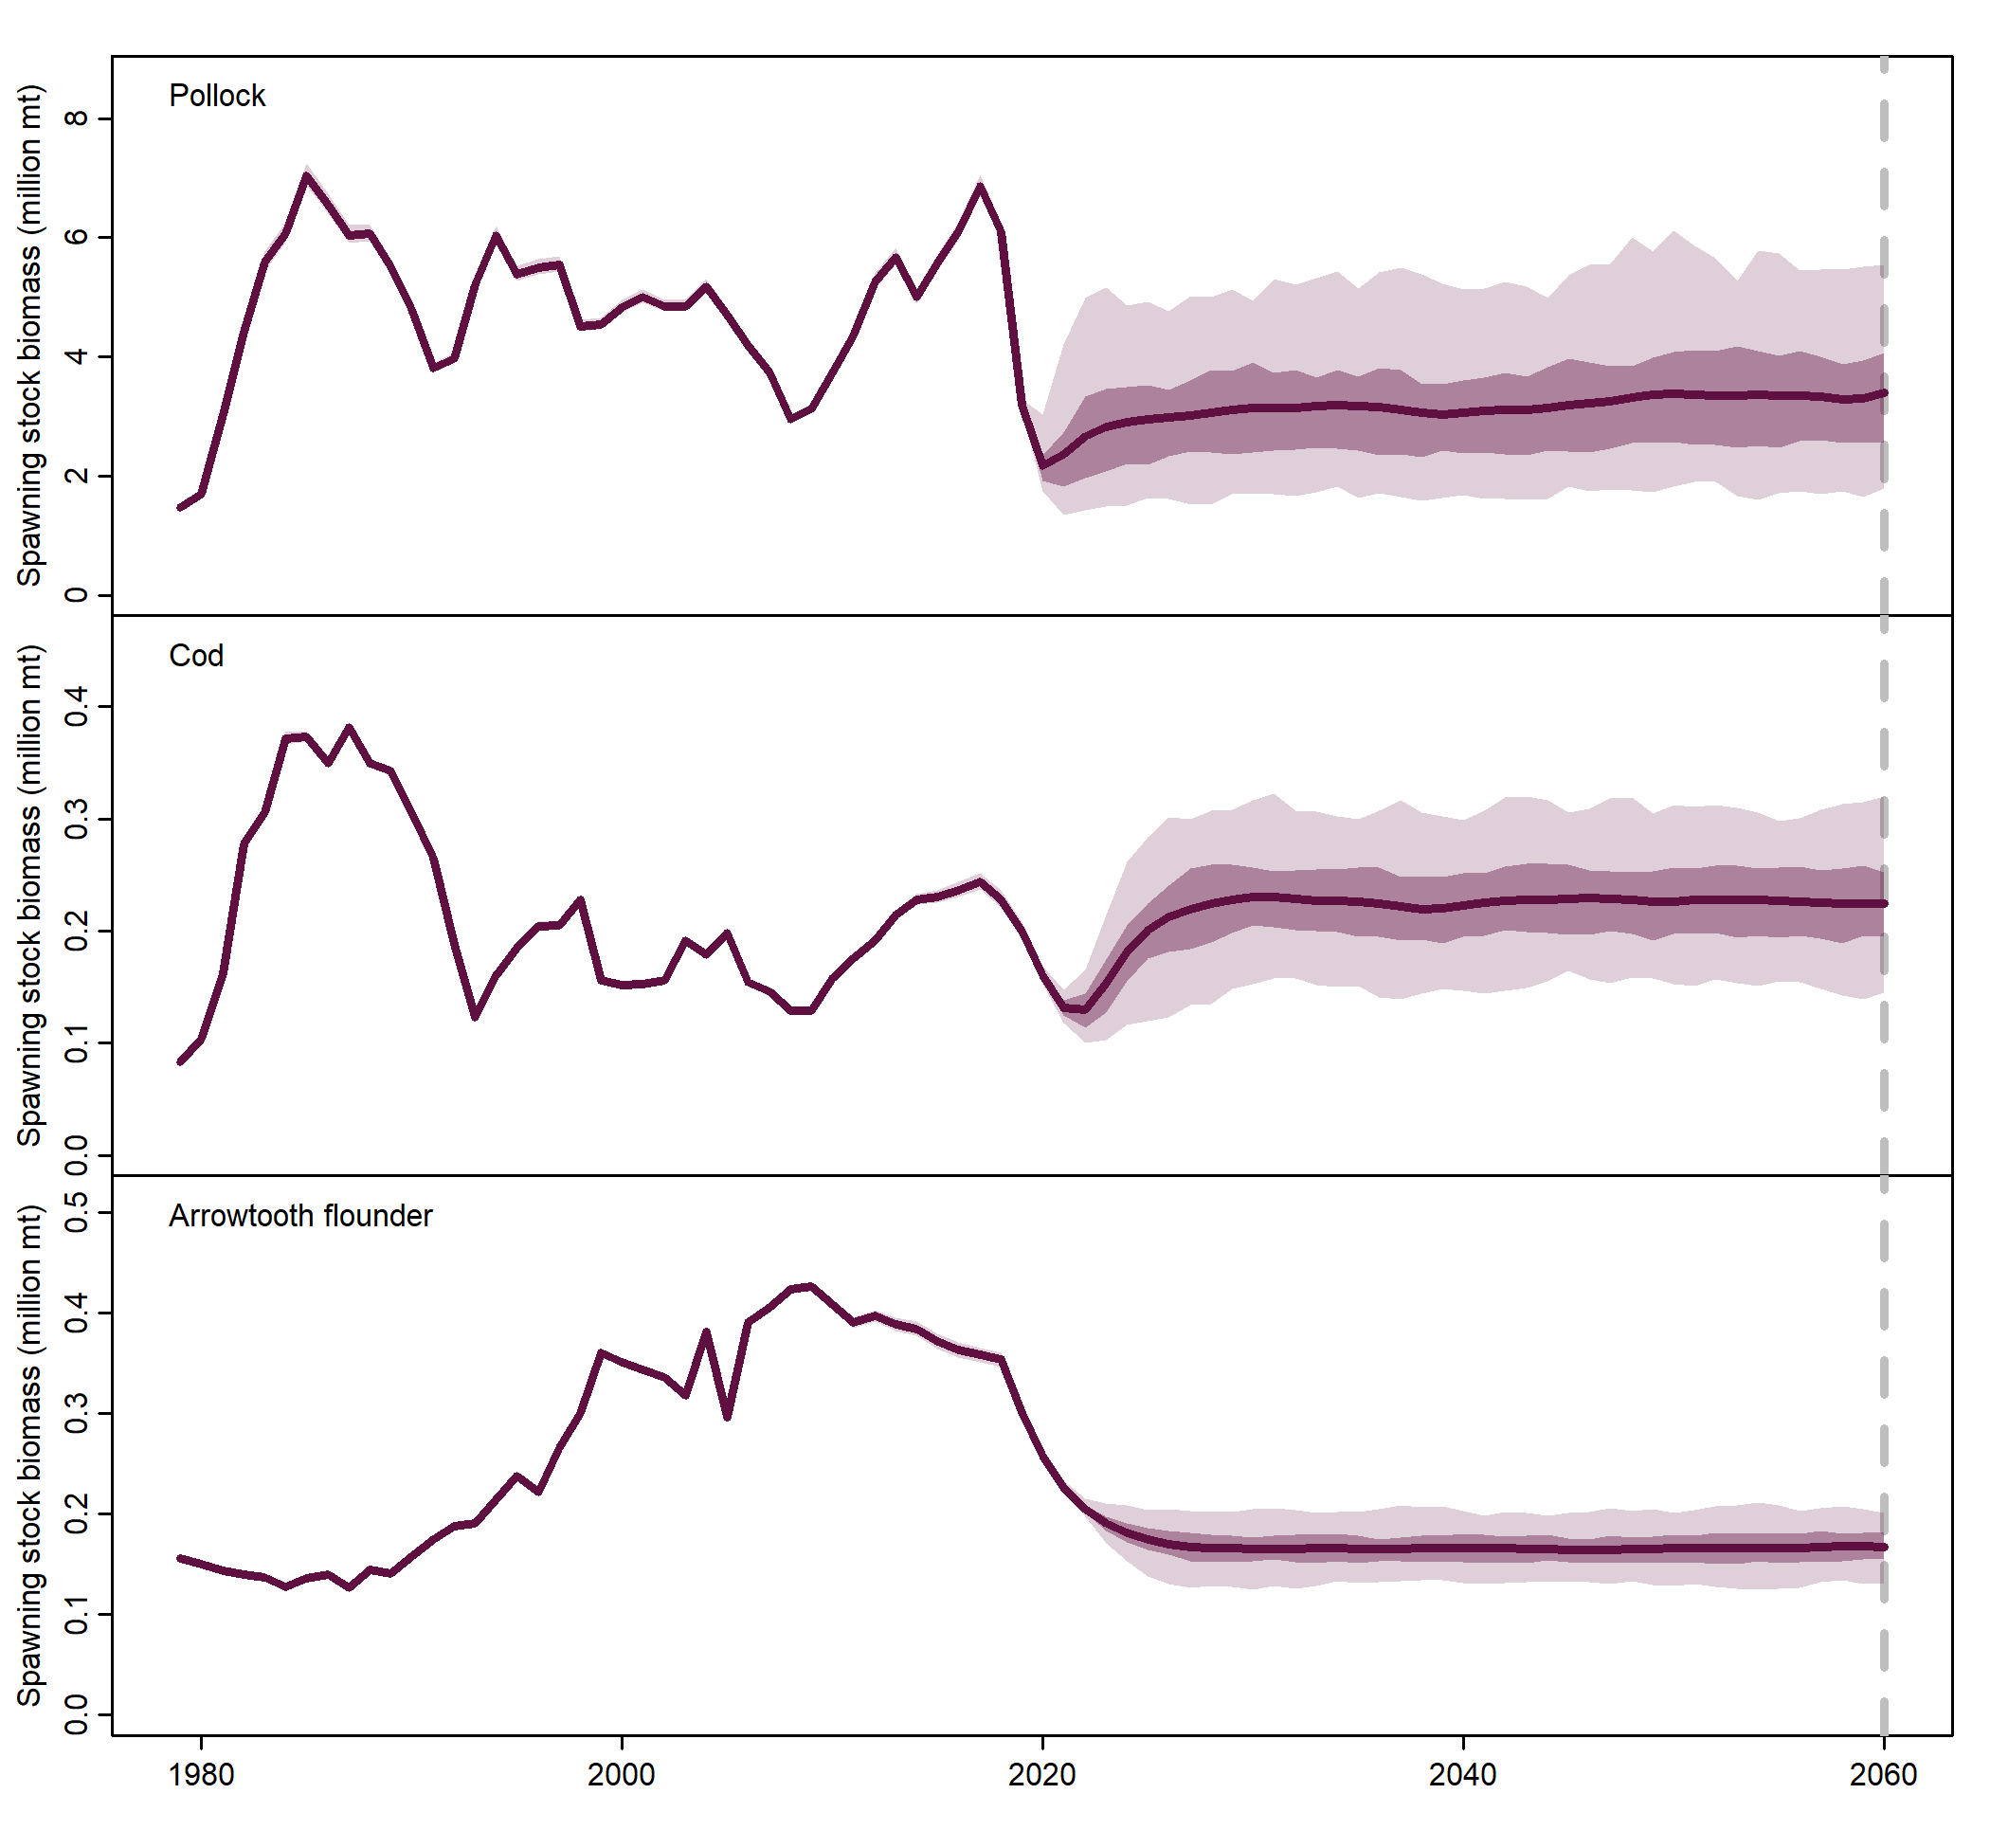 Pollock
Spawning stock biomass (million mt)
8
6
4
2
0
Cod
Spawning stock biomass (million mt)
0.4
0.3
0.2
0.1
0.0
Arrowtooth flounder
Spawning stock biomass (million mt)
0.5
0.4
0.3
0.2
0.1
0.0
1980 2000 2020 2040 2060